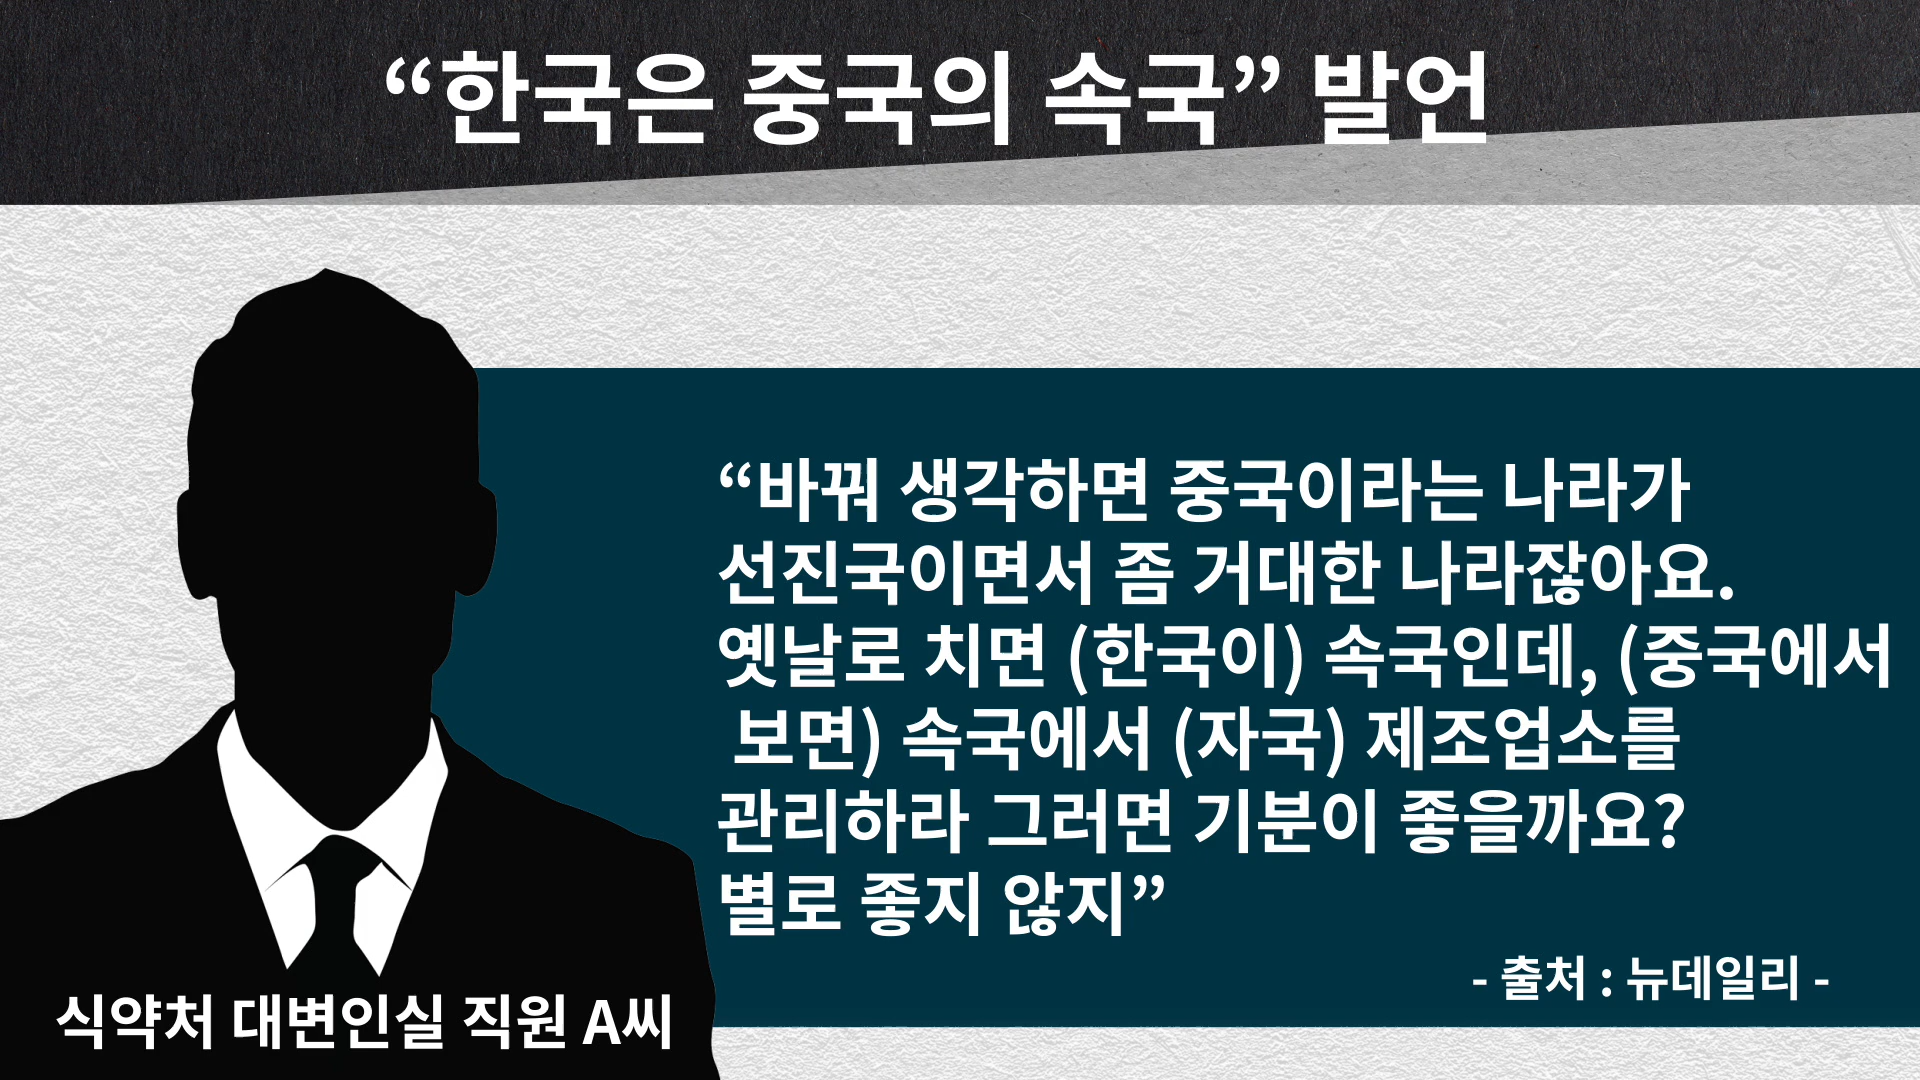 “한국은 중국의 속국” 발언
“바꿔 생각하면 중국이라는 나라가
선진국이면서 좀 거대한 나라잖아요.
옛날로 치면 (한국이) 속국인데, (중국에서
보면) 속국에서 (자국) 제조업소를
관리하라 그러면 기분이 좋을까요?
별로 좋지 않지”
- 출처 : 뉴데일리 -
식약처 대변인실 직원 A씨